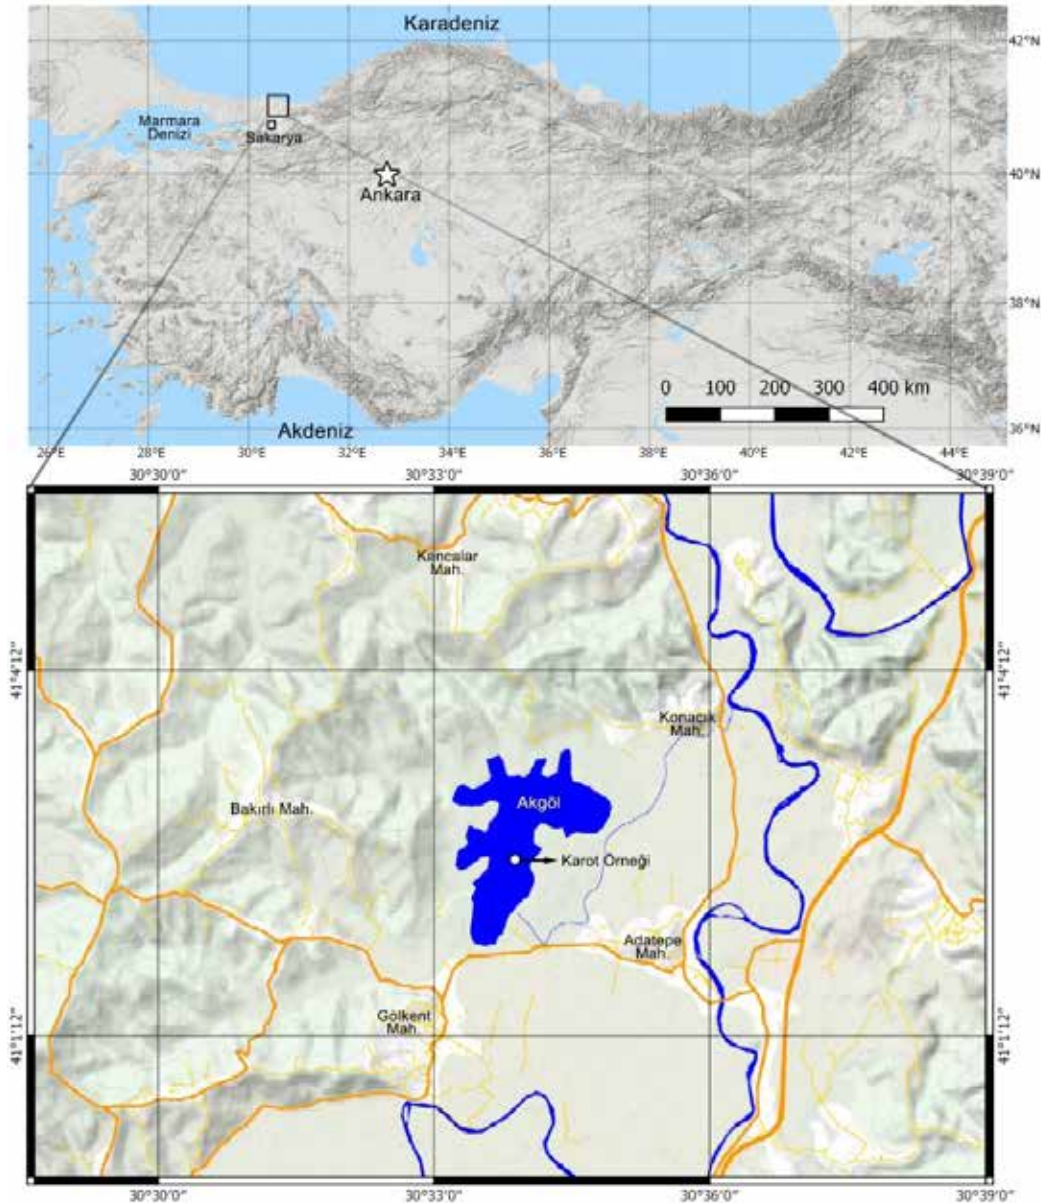 Karadeniz
42°N
Marmara
Denizi
Sakarya
40°N
Ankara
38°N
0 100 200 300 400 km
Akdeniz
36°N
26°E 28°E 30°E 32°E 34°E 36°E 38°E 40°E 42°E 44°E
30°30'0" 30°33'0" 30°36'0" 30°39'0"
Kancalar
Mah.
41°4'12" 41°4'12"
Konacık
Mah.
Akgöl
Bakırlı Mah.
Karot Örneği
Adatepe
Mah.
Gölkent
Mah.
41°1'12" 41°1'12"
30°30'0" 30°33'0" 30°36'0" 30°39'0"